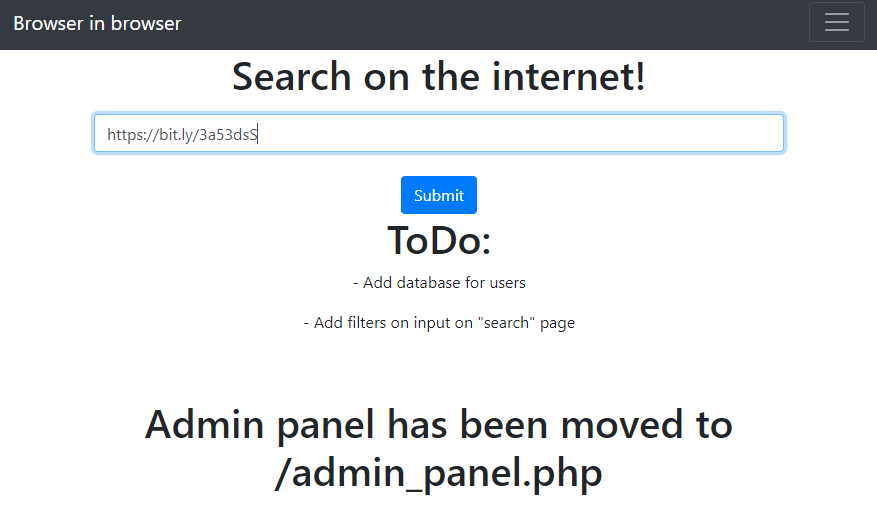 Browser in browser
Search on the internet!
https://bit.ly/3a53dsS
Submit
ToDo:
- Add database for users
- Add filters on input on "search" page
Admin panel has been moved to
/admin_panel.php